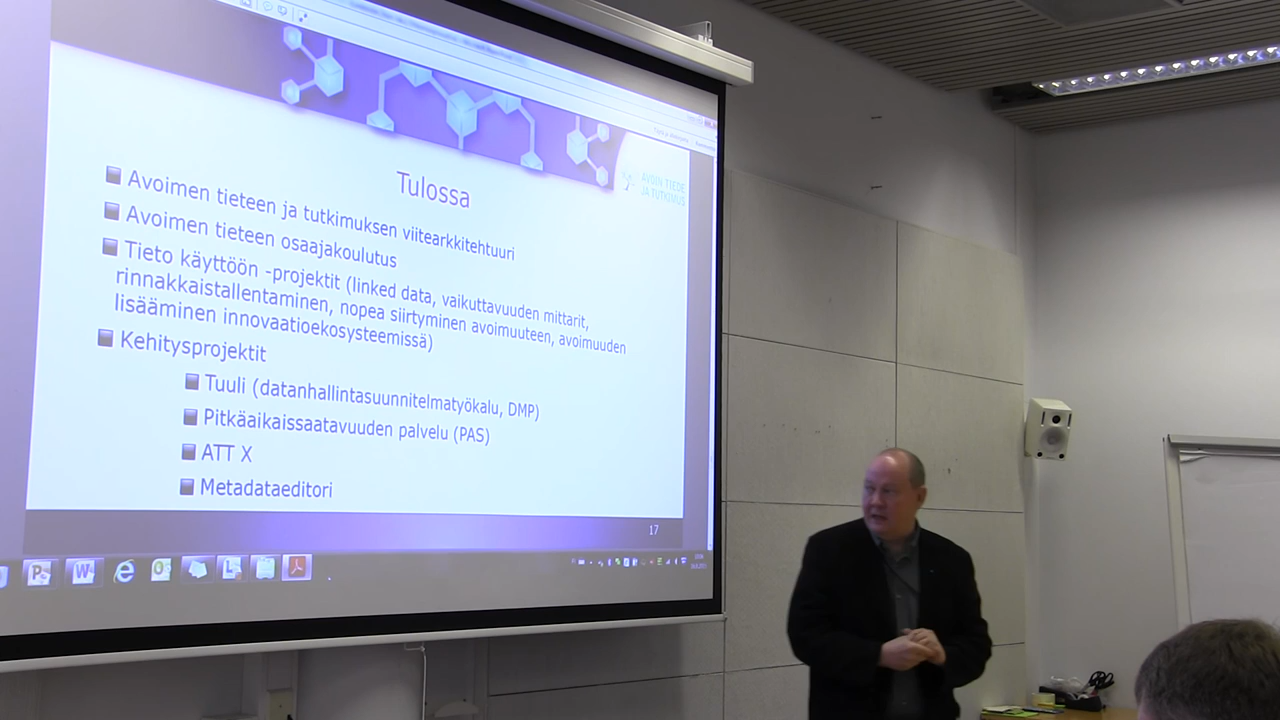 AVOIN TIEDE
JA TUTKIMUS
Tulossa
Avoimen tieteen ja tutkimuksen viitearkkitehtuuri
Avoimen tieteen osaajakoulutus
Tieto käyttöön -projektit (linked data, vaikuttavuuden mittarit,
rinnakkaistallentaminen, nopea siirtyminen avoimuuteen, avoimuuden
lisääminen innovaatioekosysteemissä)
Kehitysprojektit
Tuuli (datanhallintasuunnitelmatyökalu, DMP)
Pitkäaikaissaatavuuden palvelu (PAS)
ATT X
Metadataeditori
17